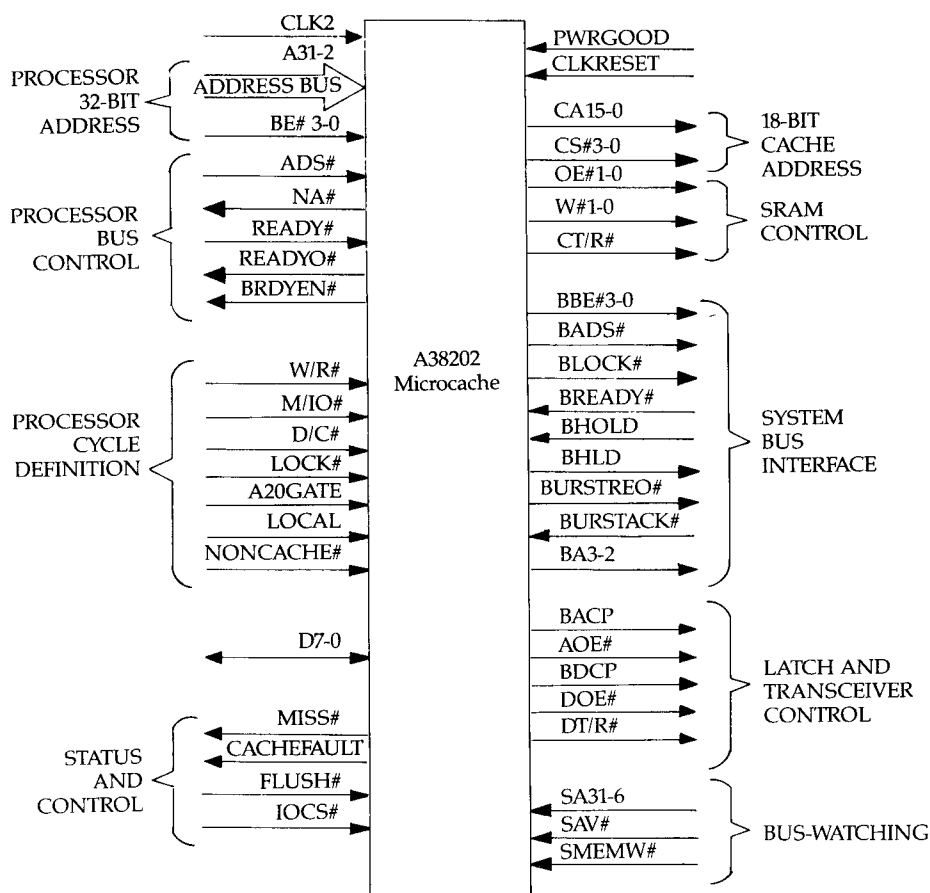 CLK2
A31-2
ADDRESS BUS
BE# 3-0
PROCESSOR
32-BIT
ADDRESS
ADS#
NA#
READY#
READYO#
BRDYEN#
PROCESSOR
BUS
CONTROL
W/R#
M/IO#
D/C#
LOCK#
A20GATE
LOCAL
NONCACHE#
PROCESSOR
CYCLE
DEFINITION
D7-0
MISS#
CACHEFAULT
FLUSH#
IOCS#
STATUS
AND
CONTROL
A38202
Microcache
PWRGOOD
CLKRESET
CA15-0
CS#3-0
18-BIT
CACHE
ADDRESS
OE#1-0
W#1-0
CT/R#
SRAM
CONTROL
BBE#3-0
BADS#
BLOCK#
BREADY#
BHOLD
BHLD
BURSTREO#
BURSTACK#
BA3-2
SYSTEM
BUS
INTERFACE
BACP
AOE#
BDCP
DOE#
DT/R#
LATCH AND
TRANSCEIVER
CONTROL
SA31-6
SAV#
SMEMW#
BUS-WATCHING